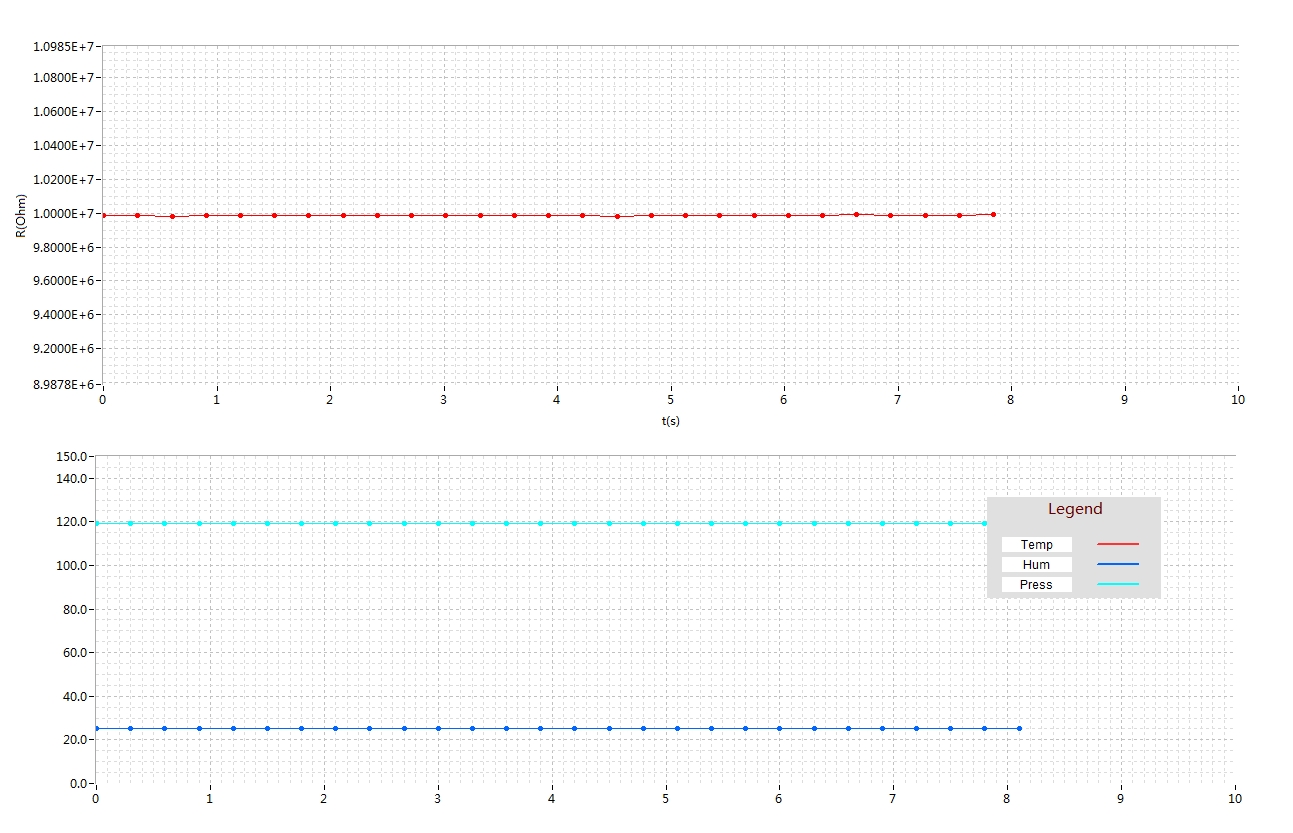 1.0985E+7
1.0800E+7
1.0600E+7
1.0400E+7
1.0200E+7
1.0000E+7
9.8000E+6
9.6000E+6
9.4000E+6
9.2000E+6
8.9878E+6
R(Ohm)
0 1 2 3 4 5 6 7 8 9 10
t(s)
150.0
140.0
120.0
100.0
80.0
60.0
40.0
20.0
0.0
0 1 2 3 4 5 6 7 8 9 10
Legend
Temp
Hum
Press